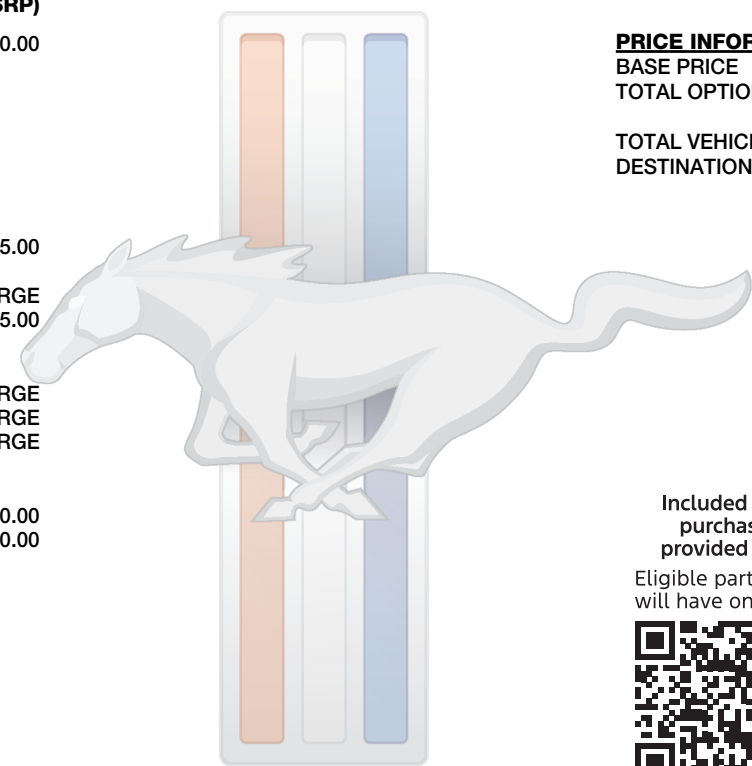 SRP)
0.00
5.00
RGE
5.00
RGE
RGE
RGE
0.00
0.00
PRICE INFOR
BASE PRICE
TOTAL OPTIO
TOTAL VEHICL
DESTINATION
Included
purchas
provided
Eligible part
will have on